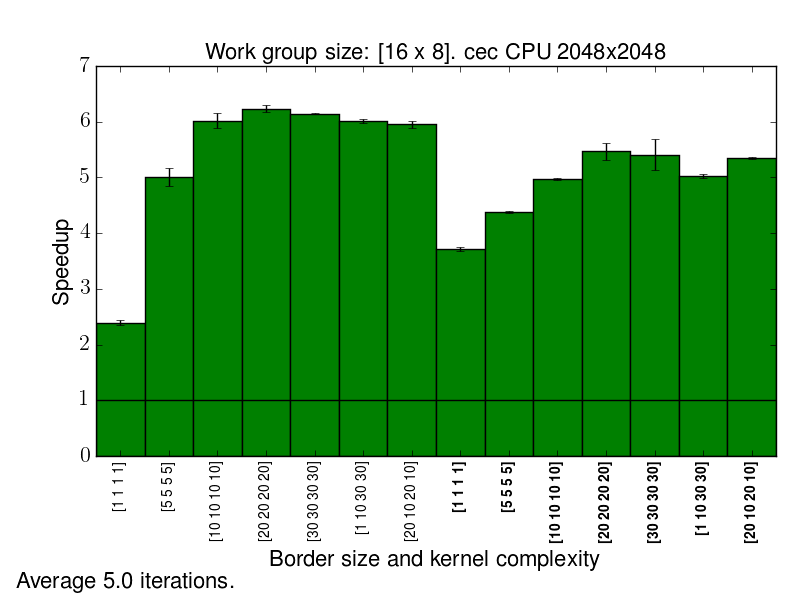 Work group size: [16 x 8]. cec CPU 2048x2048
7
6
5
4
3
2
1
0
Speedup
[1 1 1 1]
[5 5 5 5]
[10 10 10 10]
[20 20 20 20]
[30 30 30 30]
[1 10 30 30]
[20 10 20 10]
[1 1 1 1]
[5 5 5 5]
[10 10 10 10]
[20 20 20 20]
[30 30 30 30]
[1 10 30 30]
[20 10 20 10]
Border size and kernel complexity
Average 5.0 iterations.